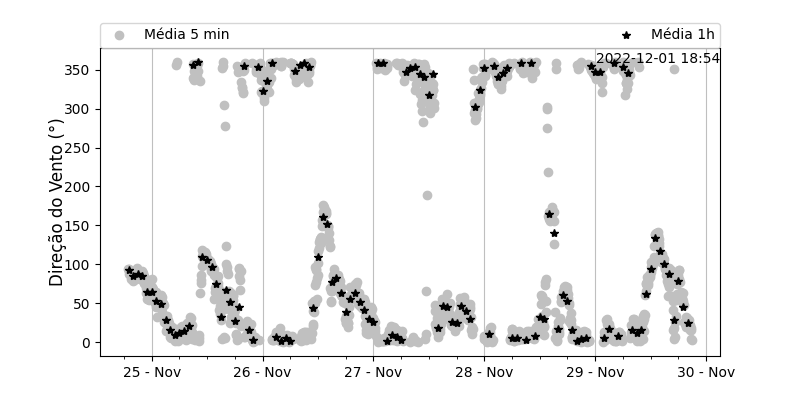 Média 5 min
Média 1h
2022-12-01 18:54
Direção do Vento (°)
350
300
250
200
150
100
50
0
25 - Nov
26 - Nov
27 - Nov
28 - Nov
29 - Nov
30 - Nov